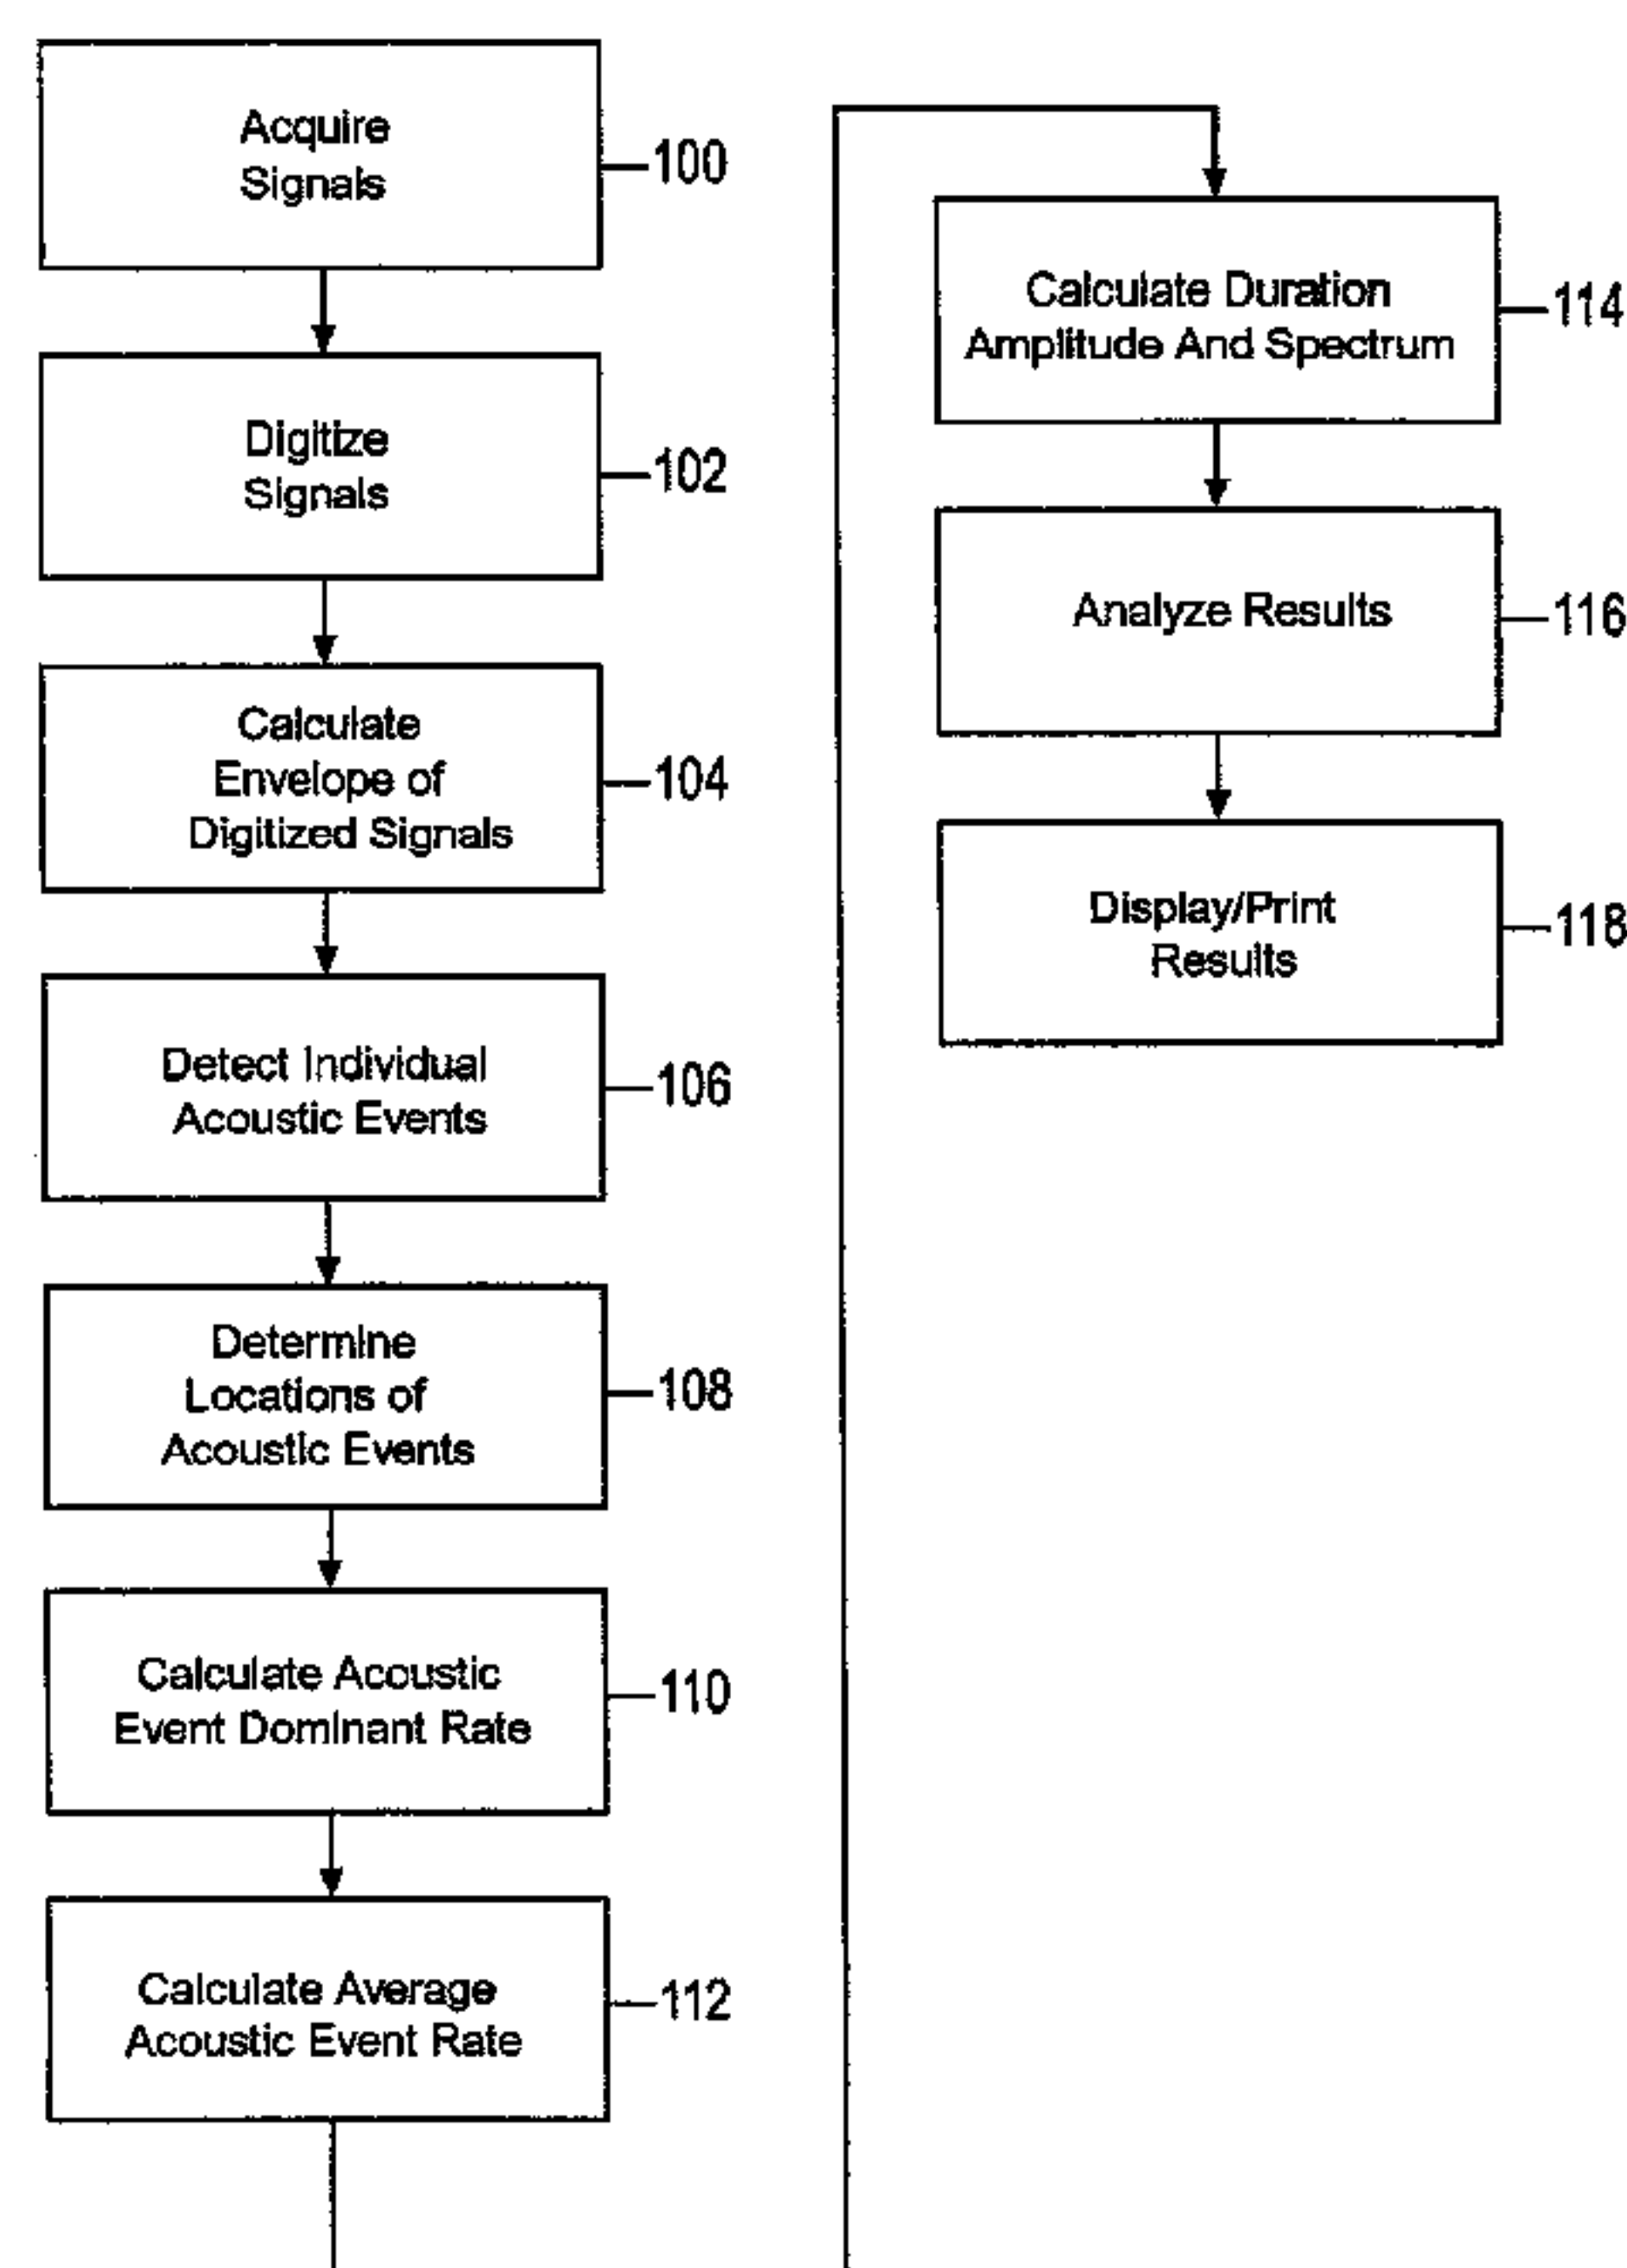 Acquire
Signals
100
Digitize
Signals
102
Calculate
Envelope of
Digitized Signals
104
Detect Individual
Acoustic Events
106
Determine
Locations of
Acoustic Events
108
Calculate Acoustic
Event Dominant Rate
110
Calculate Average
Acoustic Event Rate
112
Calculate Duration
Amplitude And Spectrum
114
Analyze Results
116
Display/Print
Results
118